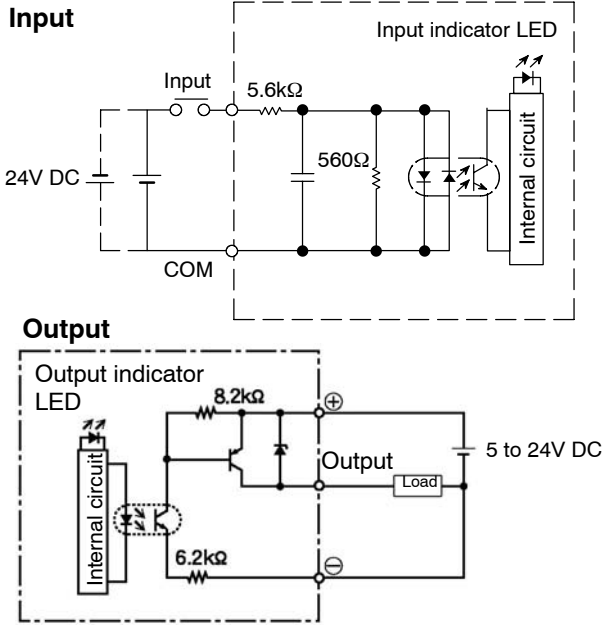 Input
Input indicator LED
Input
5.6kΩ
560Ω
24V DC
Internal circuit
COM
Output
Output indicator
LED
8.2kΩ
⊕
5 to 24V DC
Output
Load
Internal circuit
6.2kΩ
⊖